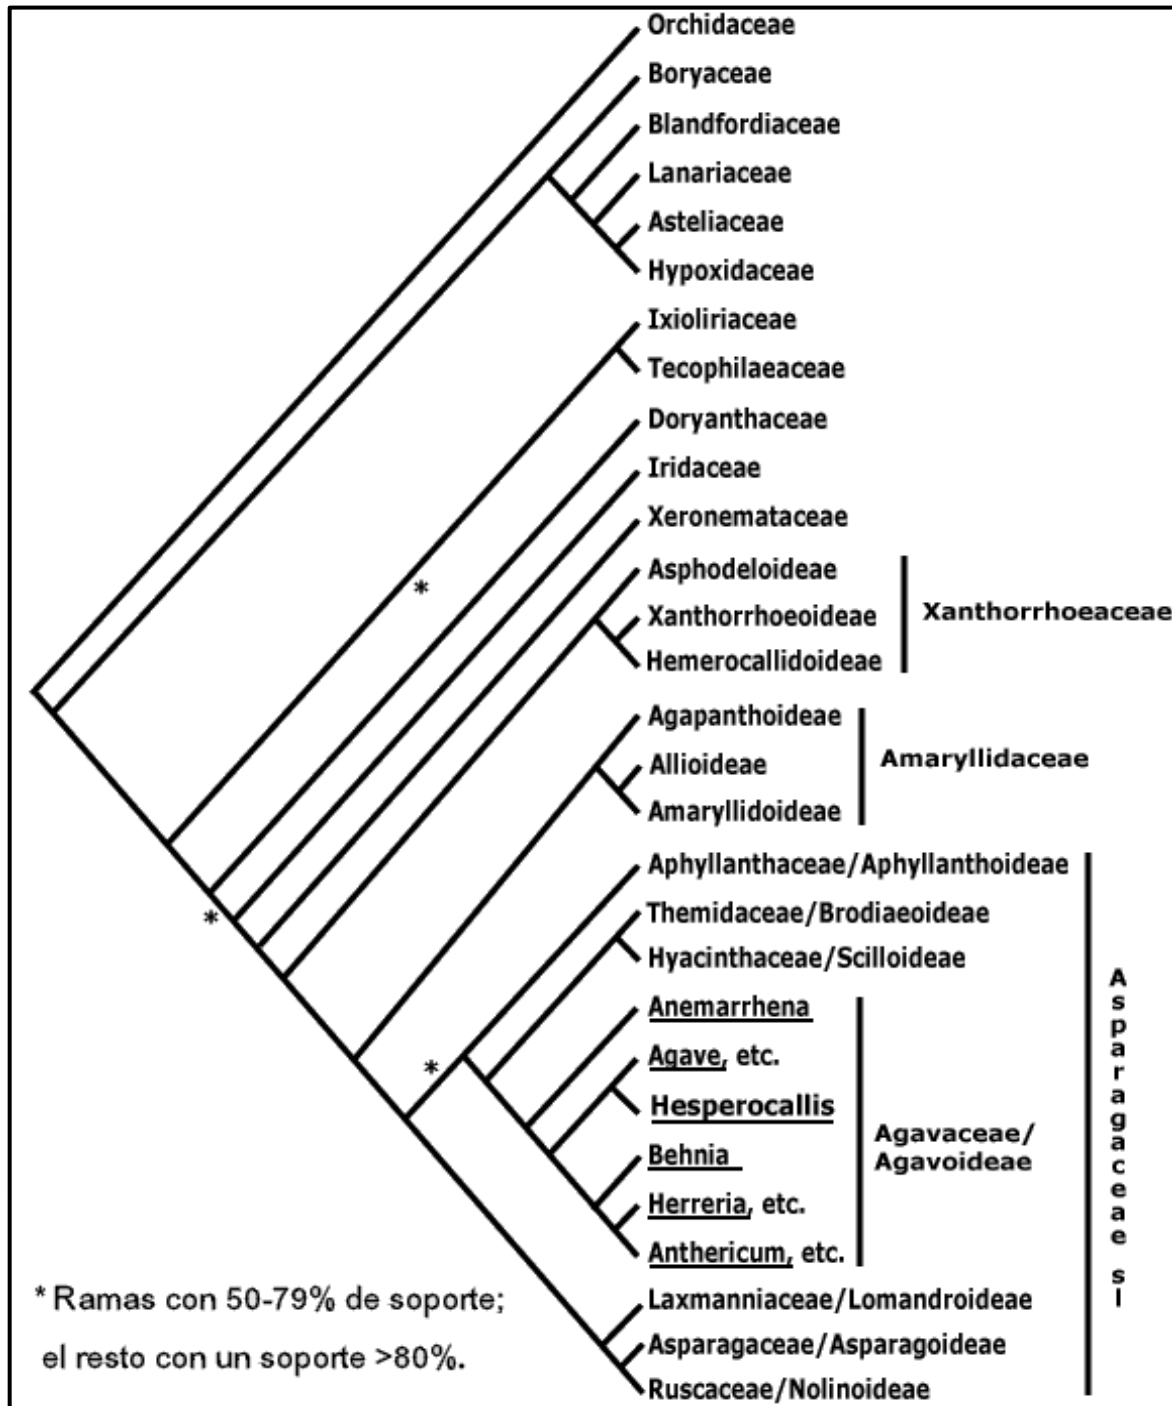 Orchidaceae
Boryaceae
Blandfordiaceae
Lanariaceae
Asteliaceae
Hypoxidaceae
Ixioliriaceae
Tecophilaeaceae
Doryanthaceae
Iridaceae
Xeronemataceae
Asphodeloideae
Xanthorrhoeoideae
Hemerocallidoideae
Xanthorrhoeaceae
Agapanthoideae
Allioideae
Amaryllidoideae
Amaryllidaceae
Aphyllanthaceae/Aphyllanthoideae
Themidaceae/Brodiaeoideae
Hyacinthaceae/Scilloideae
Anemarrhena
Agave, etc.
Hesperocallis
Behnia
Herreria, etc.
Anthericum, etc.
Agavaceae/
Agavoideae
Laxmanniaceae/Lomandroideae
Asparagaceae/Asparagoideae
Ruscaceae/Nolinoideae
Asparagaceae sl
*
*
*
* Ramas con 50-79% de soporte;
el resto con un soporte >80%.